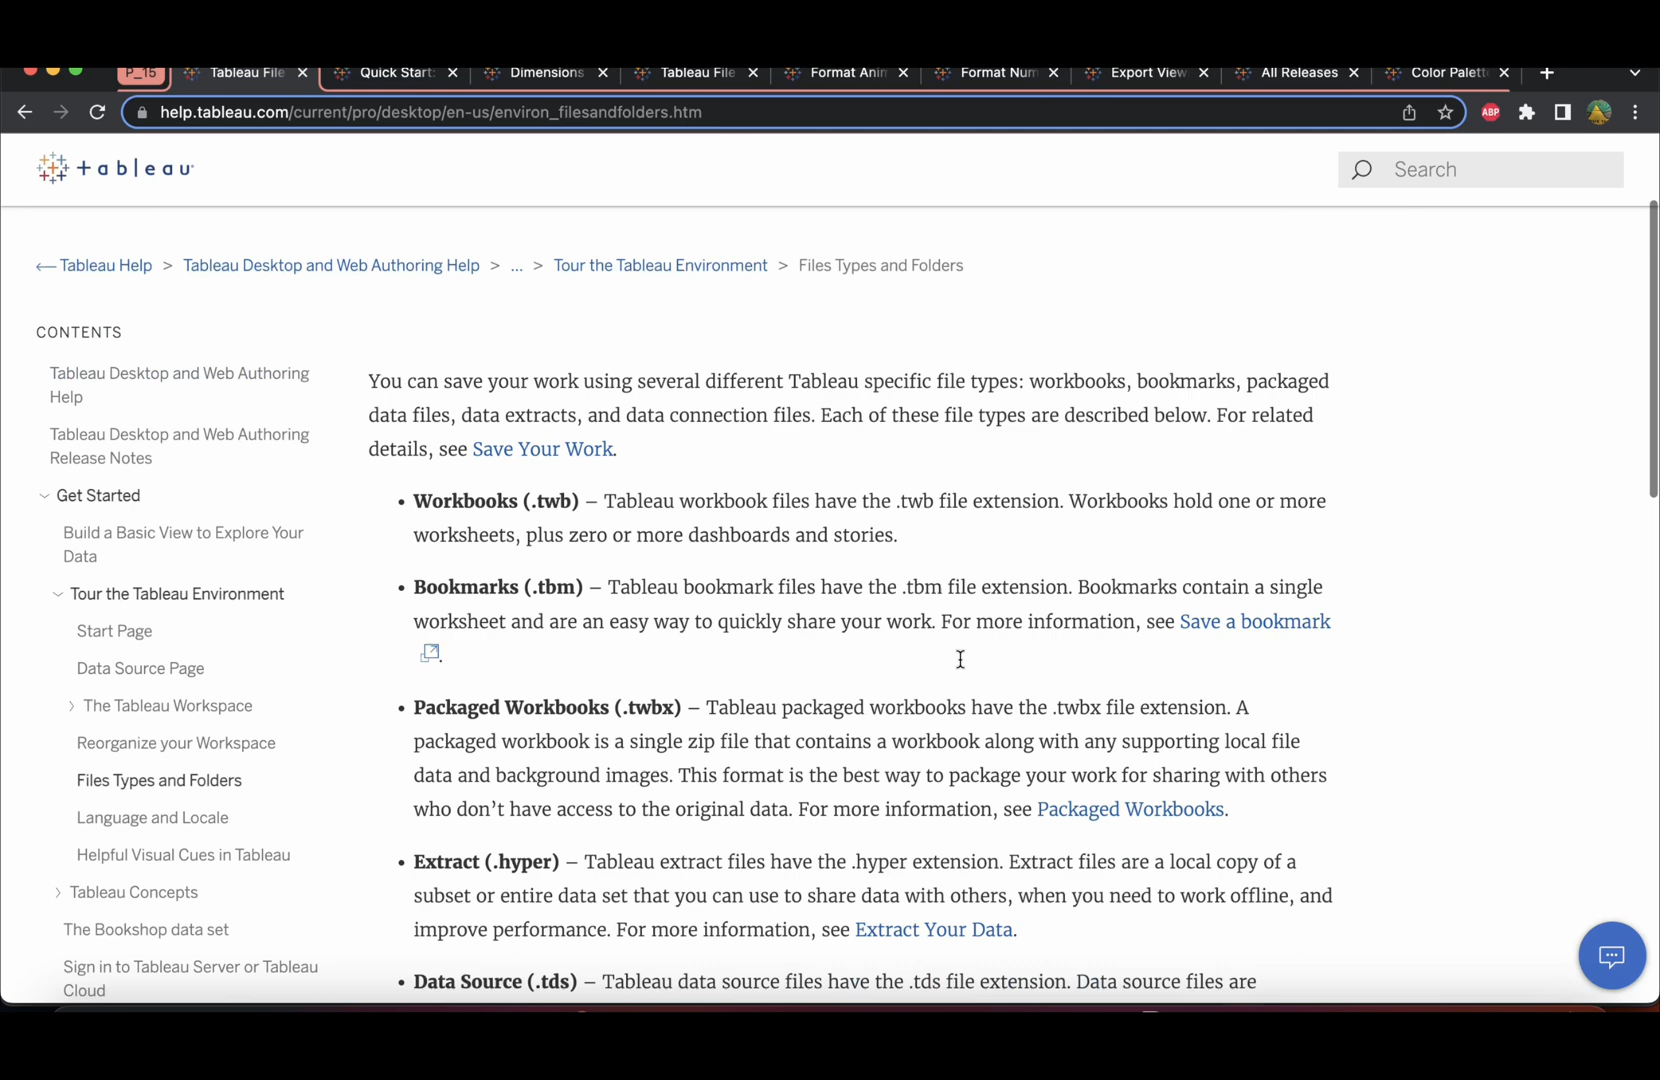 P_15
Tableau File
Quick Start:
Dimensions
Tableau File
Format Anim
Format Num
Export View
All Releases
Color Palett
help.tableau.com/current/pro/desktop/en-us/environ_filesandfolders.htm
ABP
+ableau
Search
Tableau Help > Tableau Desktop and Web Authoring Help > ... > Tour the Tableau Environment > Files Types and Folders
CONTENTS
Tableau Desktop and Web Authoring
Help
Tableau Desktop and Web Authoring
Release Notes
Get Started
Build a Basic View to Explore Your
Data
Tour the Tableau Environment
Start Page
Data Source Page
The Tableau Workspace
Reorganize your Workspace
Files Types and Folders
Language and Locale
Helpful Visual Cues in Tableau
Tableau Concepts
The Bookshop data set
Sign in to Tableau Server or Tableau
Cloud
You can save your work using several different Tableau specific file types: workbooks, bookmarks, packaged
data files, data extracts, and data connection files. Each of these file types are described below. For related
details, see Save Your Work.
• Workbooks (.twb) – Tableau workbook files have the .twb file extension. Workbooks hold one or more
worksheets, plus zero or more dashboards and stories.
• Bookmarks (.tbm) – Tableau bookmark files have the .tbm file extension. Bookmarks contain a single
worksheet and are an easy way to quickly share your work. For more information, see Save a bookmark
.
• Packaged Workbooks (.twbx) – Tableau packaged workbooks have the .twbx file extension. A
packaged workbook is a single zip file that contains a workbook along with any supporting local file
data and background images. This format is the best way to package your work for sharing with others
who don’t have access to the original data. For more information, see Packaged Workbooks.
• Extract (.hyper) – Tableau extract files have the .hyper extension. Extract files are a local copy of a
subset or entire data set that you can use to share data with others, when you need to work offline, and
improve performance. For more information, see Extract Your Data.
• Data Source (.tds) – Tableau data source files have the .tds file extension. Data source files are